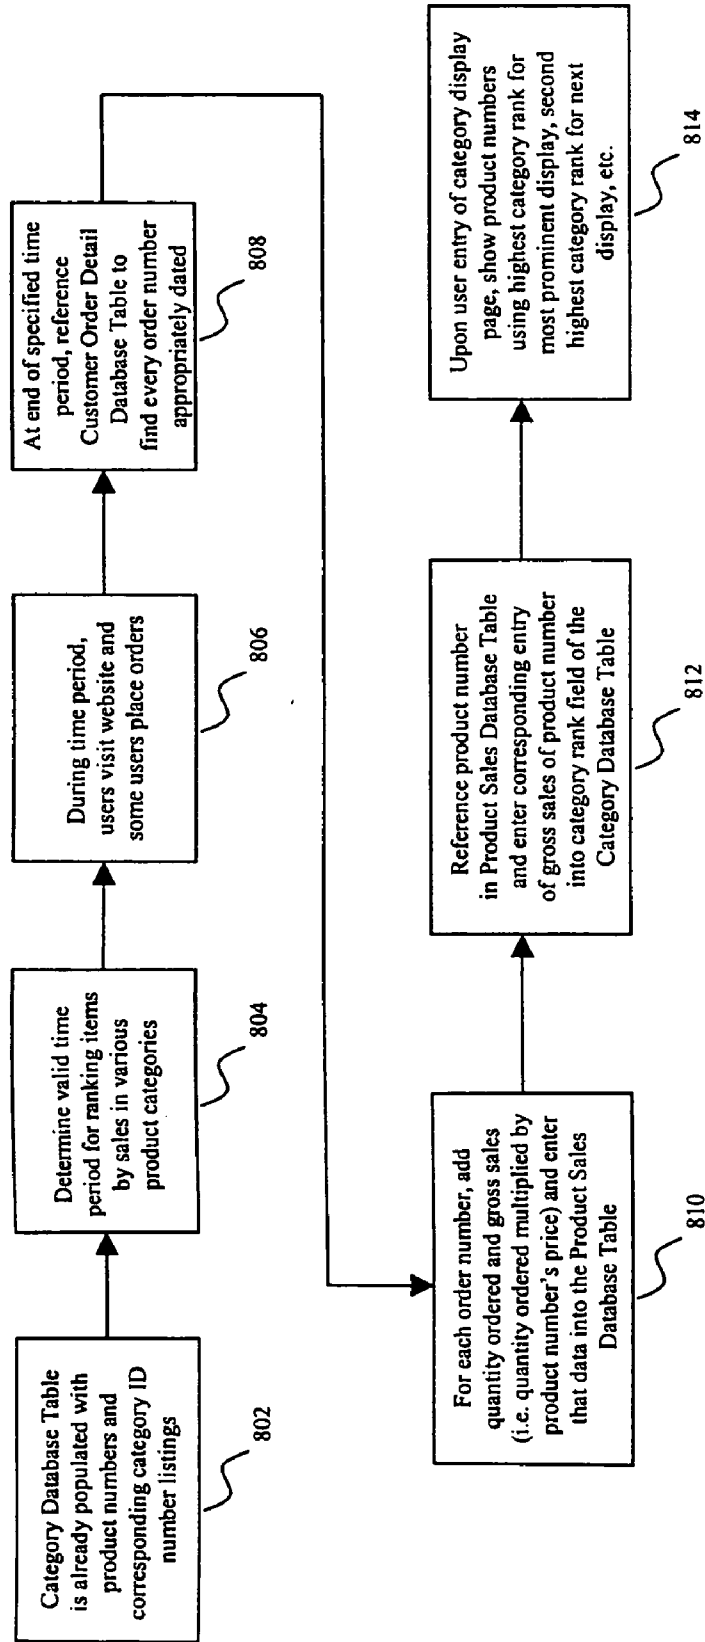 Category Database Table
is already populated with
product numbers and
corresponding category ID
number listings
802
Determine valid time
period for ranking items
by sales in various
product categories
804
During time period,
users visit website and
some users place orders
806
At end of specified time
period, reference
Customer Order Detail
Database Table to
find every order number
appropriately dated
808
For each order number, add
quantity ordered and gross sales
(i.e. quantity ordered multiplied by
product number's price) and enter
that data into the Product Sales
Database Table
810
Reference product number
in Product Sales Database Table
and enter corresponding entry
of gross sales of product number
into category rank field of the
Category Database Table
812
Upon user entry of category display
page, show product numbers
using highest category rank for
most prominent display, second
highest category rank for next
display, etc.
814